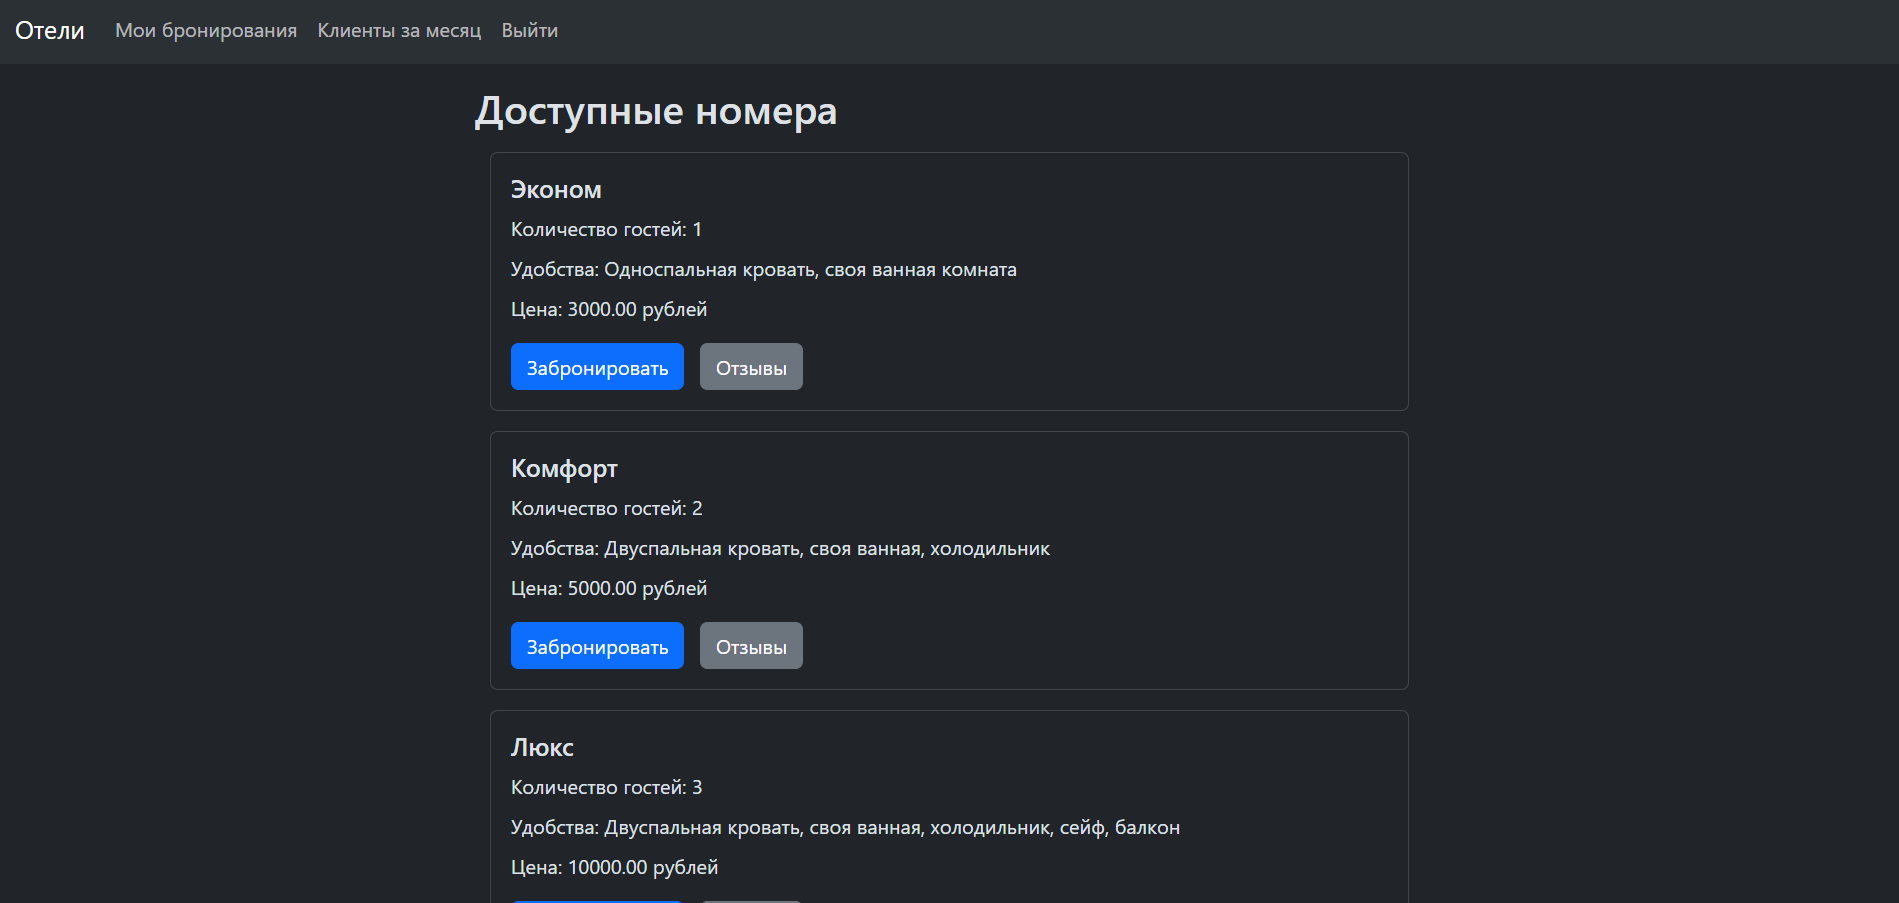 Отели Мои бронирования Клиенты за месяц Выйти
Доступные номера
Эконом
Количество гостей: 1
Удобства: Односпальная кровать, своя ванная комната
Цена: 3000.00 рублей
Забронировать Отзывы
Комфорт
Количество гостей: 2
Удобства: Двуспальная кровать, своя ванная, холодильник
Цена: 5000.00 рублей
Забронировать Отзывы
Люкс
Количество гостей: 3
Удобства: Двуспальная кровать, своя ванная, холодильник, сейф, балкон
Цена: 10000.00 рублей